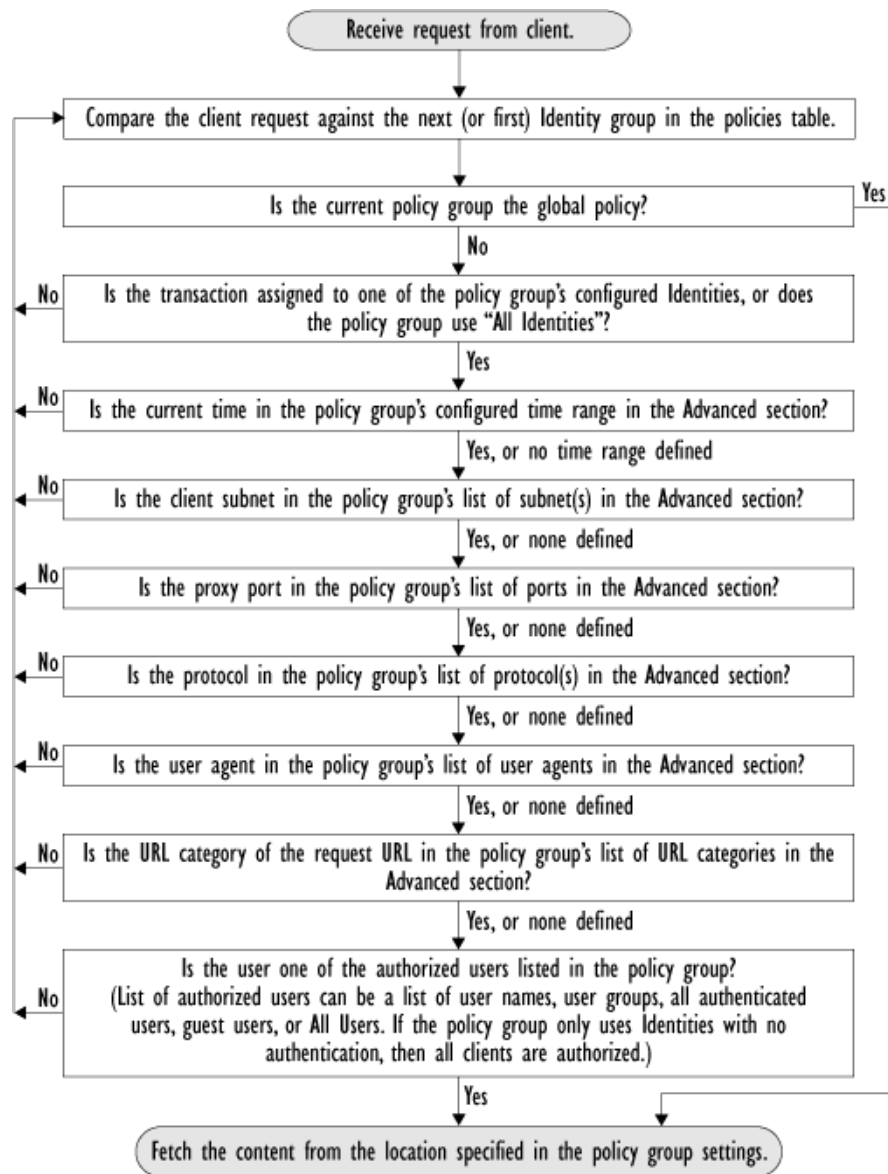 Receive request from client.
Compare the client request against the next (or first) Identity group in the policies table.
Is the current policy group the global policy?
Yes
No
No
Is the transaction assigned to one of the policy group's configured Identities, or does
the policy group use “All Identities”?
Yes
No
Is the current time in the policy group's configured time range in the Advanced section?
Yes, or no time range defined
No
Is the client subnet in the policy group's list of subnet(s) in the Advanced section?
Yes, or none defined
No
Is the proxy port in the policy group's list of ports in the Advanced section?
Yes, or none defined
No
Is the protocol in the policy group's list of protocol(s) in the Advanced section?
Yes, or none defined
No
Is the user agent in the policy group's list of user agents in the Advanced section?
Yes, or none defined
No
Is the URL category of the request URL in the policy group's list of URL categories in the
Advanced section?
Yes, or none defined
No
Is the user one of the authorized users listed in the policy group?
(List of authorized users can be a list of user names, user groups, all authenticated
users, guest users, or All Users. If the policy group only uses Identities with no
authentication, then all clients are authorized.)
Yes
Fetch the content from the location specified in the policy group settings.